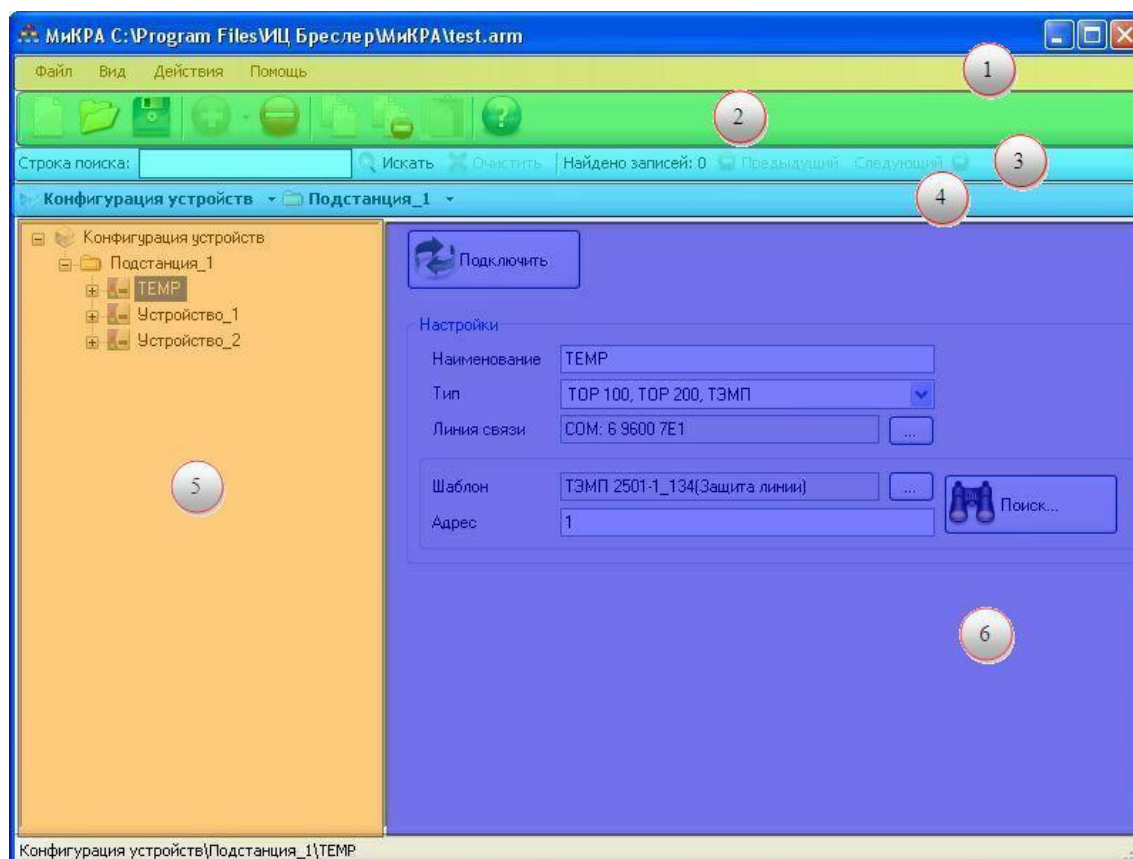 МиКРА C:\Program Files\ИЦ Бреслер\МиКРА\test.arm
Файл Вид Действия Помощь
1
2
Строка поиска: Искать Очистить Найдено записей: 0 Предыдущий Следующий
3
Конфигурация устройств Подстанция_1
4
Конфигурация устройств
Подстанция_1
TEMP
Устройство_1
Устройство_2
5
Подключить
Настройки
Наименование TEMP
Тип ТОР 100, ТОР 200, ТЭМП
Линия связи COM: 6 9600 7E1 ...
Шаблон ТЭМП 2501-1_134(Защита линии) ...
Поиск...
Адрес 1
6
Конфигурация устройств\Подстанция_1\TEMP